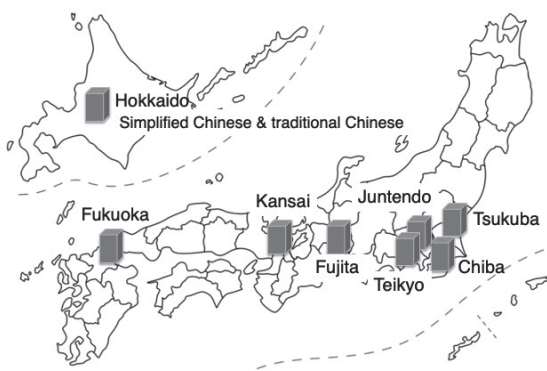 Hokkaido
Simplified Chinese & traditional Chinese
Kansai
Juntendo
Fukuoka
Tsukuba
Fujita
Chiba
Teikyo